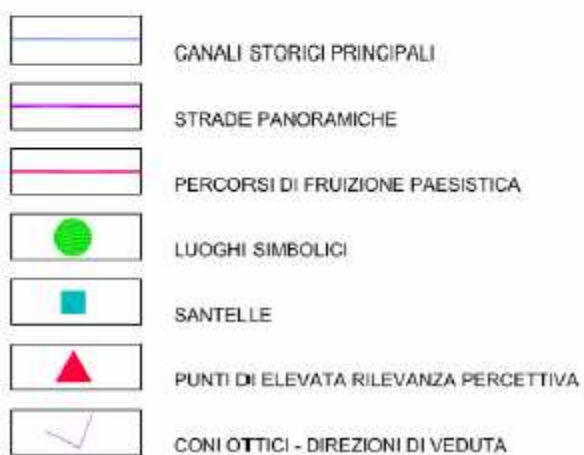 CANALI STORICI PRINCIPALI
STRADE PANORAMICHE
PERCORSI DI FRUIZIONE PAESISTICA
LUOGHI SIMBOLICI
SANTELLE
PUNTI DI ELEVATA RILEVANZA PERCETTIVA
CONI OTTICI - DIREZIONI DI VEDUTA